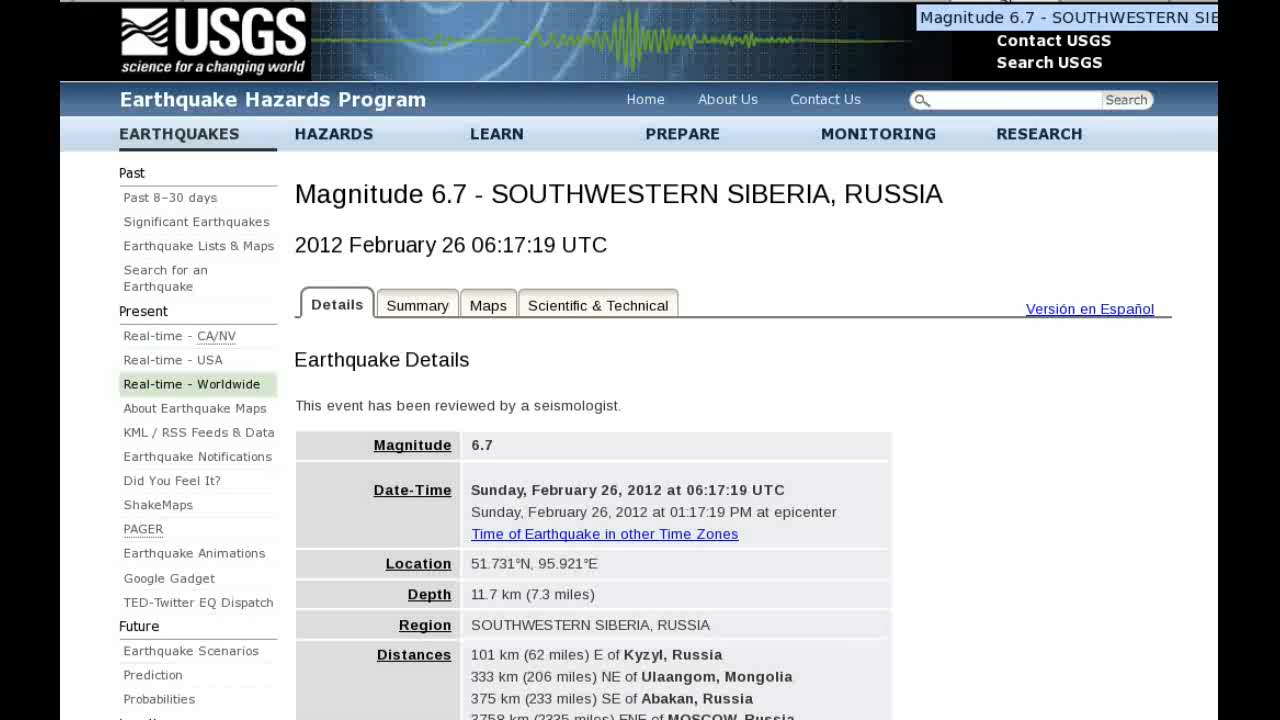 Magnitude 6.7 - SOUTHWESTERN SIE
USGS
science for a changing world
Contact USGS
Search USGS
Earthquake Hazards Program
Home
About Us
Contact Us
Search
EARTHQUAKES
HAZARDS
LEARN
PREPARE
MONITORING
RESEARCH
Past
Past 8–30 days
Significant Earthquakes
Earthquake Lists & Maps
Search for an
Earthquake
Present
Real-time - CA/NV
Real-time - USA
Real-time - Worldwide
About Earthquake Maps
KML / RSS Feeds & Data
Earthquake Notifications
Did You Feel It?
ShakeMaps
PAGER
Earthquake Animations
Google Gadget
TED-Twitter EQ Dispatch
Future
Earthquake Scenarios
Prediction
Probabilities
Magnitude 6.7 - SOUTHWESTERN SIBERIA, RUSSIA
2012 February 26 06:17:19 UTC
Details
Summary
Maps
Scientific & Technical
Versión en Español
Earthquake Details
This event has been reviewed by a seismologist.
Magnitude 6.7
Date-Time Sunday, February 26, 2012 at 06:17:19 UTC
Sunday, February 26, 2012 at 01:17:19 PM at epicenter
Time of Earthquake in other Time Zones
Location 51.731°N, 95.921°E
Depth 11.7 km (7.3 miles)
Region SOUTHWESTERN SIBERIA, RUSSIA
Distances 101 km (62 miles) E of Kyzyl, Russia
333 km (206 miles) NE of Ulaangom, Mongolia
375 km (233 miles) SE of Abakan, Russia
3758 km (2335 miles) ENE of MOSCOW, Russia